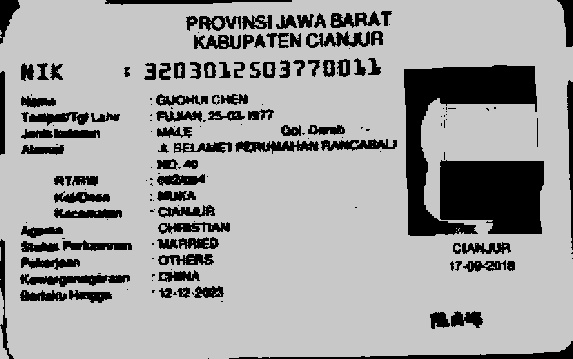 PROVINSI JAWA BARAT
KABUPATEN CIANJUR
NIK : 3203012503770011
Nama : GUOHUI CHEN
Tempat/Tgl Lahir : FUJIAN, 25-03-1977
Jenis kelamin : MALE Gol. Darah :
Alamat : JL SELAMET PERUMAHAN RANCABALI
NO. 40
RT/RW : 002/004
Kel/Desa : MUKA
Kecamatan : CIANJUR
Agama : CHRISTIAN
Status Perkawinan : MARRIED
Pekerjaan : OTHERS
Kewarganegaraan : CHINA
Berlaku Hingga : 12-12-2023
CIANJUR
17-09-2018